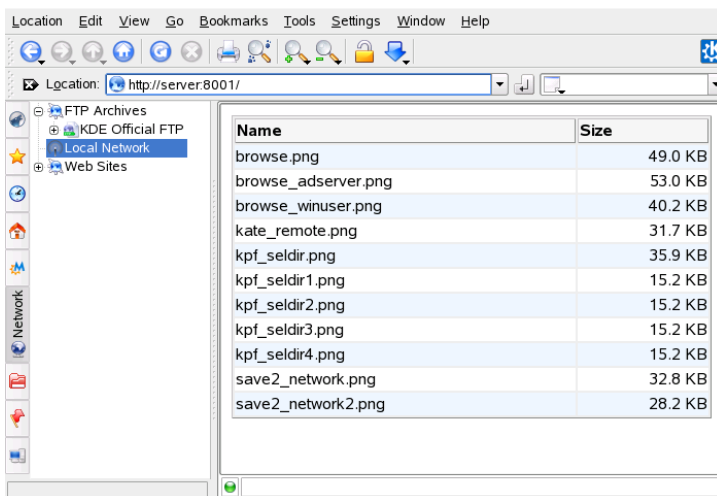 Location Edit View Go Bookmarks Tools Settings Window Help
Location: http://server:8001/
FTP Archives
KDE Official FTP
Local Network
Web Sites
Network
Name Size
browse.png 49.0 KB
browse_adserver.png 53.0 KB
browse_winuser.png 40.2 KB
kate_remote.png 31.7 KB
kpf_seldir.png 35.9 KB
kpf_seldir1.png 15.2 KB
kpf_seldir2.png 15.2 KB
kpf_seldir3.png 15.2 KB
kpf_seldir4.png 15.2 KB
save2_network.png 32.8 KB
save2_network2.png 28.2 KB